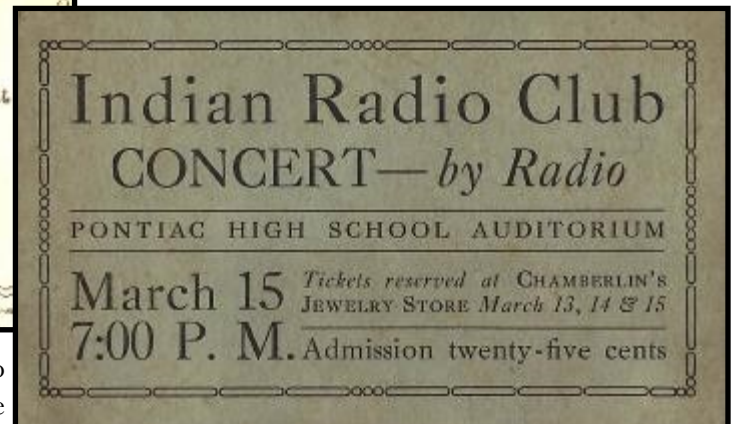 Indian Radio Club
CONCERT—by Radio
PONTIAC HIGH SCHOOL AUDITORIUM
March 15
7:00 P. M.
Tickets reserved at CHAMBERLIN'S
JEWELRY STORE March 13, 14 & 15
Admission twenty-five cents